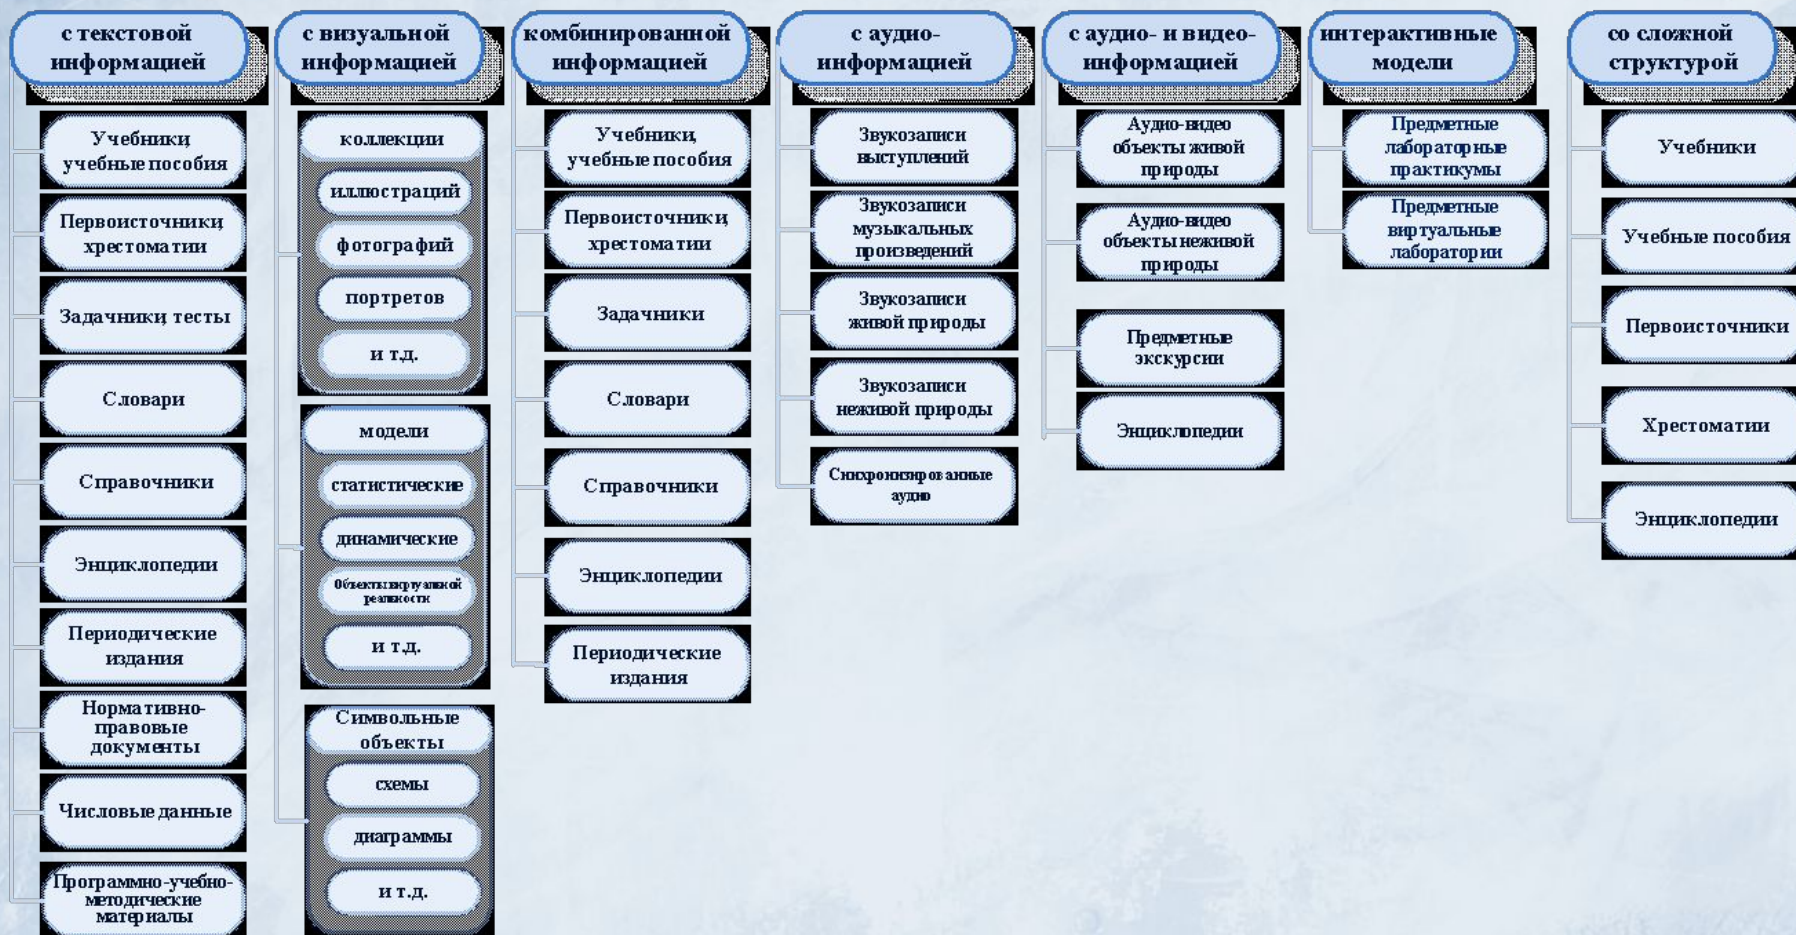 с текстовой
информацией
Учебники,
учебные пособия
Первоисточники,
хрестоматии
Задачники, тесты
Словари
Справочники
Энциклопедии
Периодические
издания
Нормативно-
правовые
документы
Числовые данные
Программно-учебно-
методические
материалы
с визуальной
информацией
коллекции
иллюстраций
фотографий
портретов
и т.д.
модели
статистические
динамические
Объекты виртуальной
реальности
и т.д.
Символьные
объекты
схемы
диаграммы
и т.д.
комбинированной
информацией
Учебники,
учебные пособия
Первоисточники,
хрестоматии
Задачники
Словари
Справочники
Энциклопедии
Периодические
издания
с аудио-
информацией
Звукозаписи
выступлений
Звукозаписи
музыкальных
произведений
Звукозаписи
живой природы
Звукозаписи
неживой природы
Синхронизированные
аудио
с аудио- и видео-
информацией
Аудио-видео
объекты живой
природы
Аудио-видео
объекты неживой
природы
Предметные
экскурсии
Энциклопедии
интерактивные
модели
Предметные
лабораторные
практикумы
Предметные
виртуальные
лаборатории
со сложной
структурой
Учебники
Учебные пособия
Первоисточники
Хрестоматии
Энциклопедии